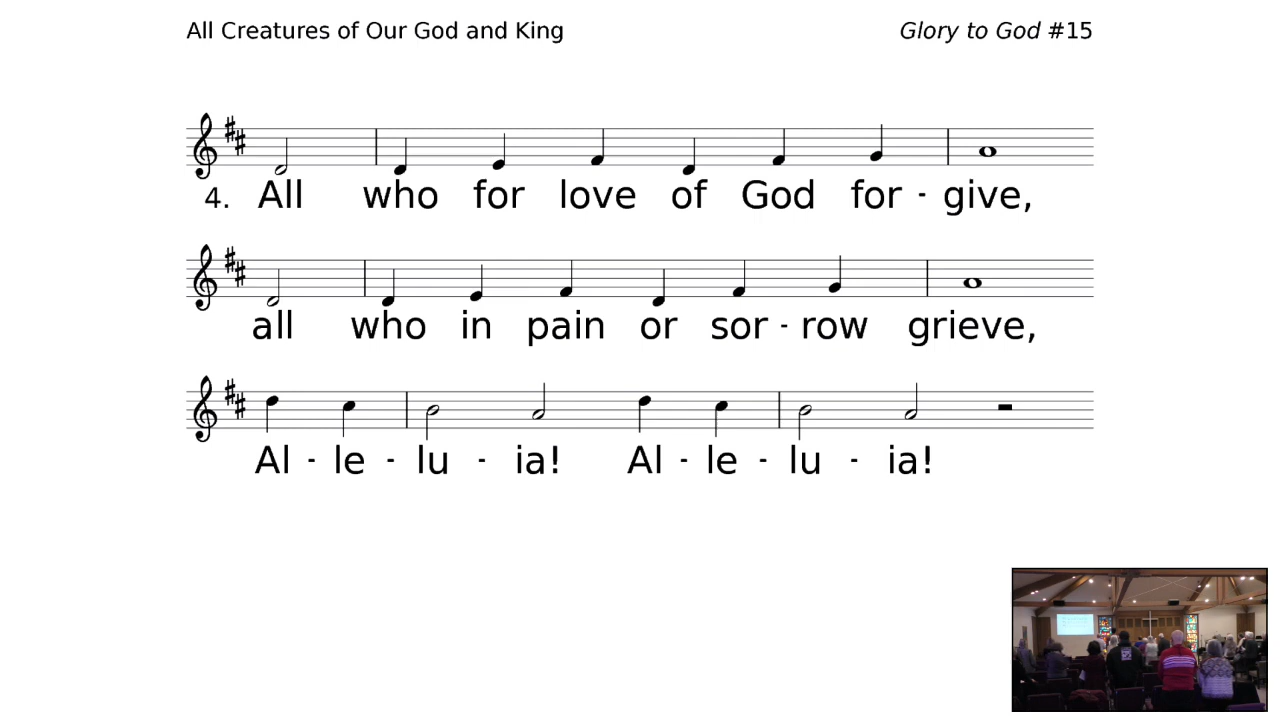 All Creatures of Our God and King
Glory to God #15
4. All who for love of God for - give,
all who in pain or sor - row grieve,
Al - le - lu - ia! Al - le - lu - ia!